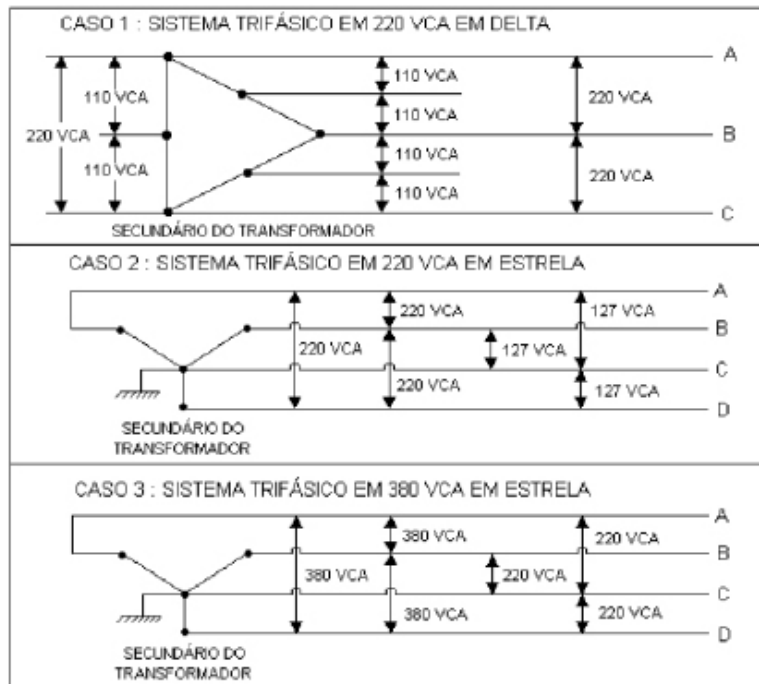 CASO 1 : SISTEMA TRIFÁSICO EM 220 VCA EM DELTA
A
110 VCA
110 VCA
110 VCA
220 VCA
220 VCA
B
110 VCA
110 VCA
110 VCA
220 VCA
C
SECUNDÁRIO DO TRANSFORMADOR
CASO 2 : SISTEMA TRIFÁSICO EM 220 VCA EM ESTRELA
A
220 VCA
127 VCA
B
220 VCA
127 VCA
C
220 VCA
127 VCA
D
SECUNDÁRIO DO
TRANSFORMADOR
CASO 3 : SISTEMA TRIFÁSICO EM 380 VCA EM ESTRELA
A
380 VCA
220 VCA
B
380 VCA
220 VCA
C
380 VCA
220 VCA
D
SECUNDÁRIO DO
TRANSFORMADOR